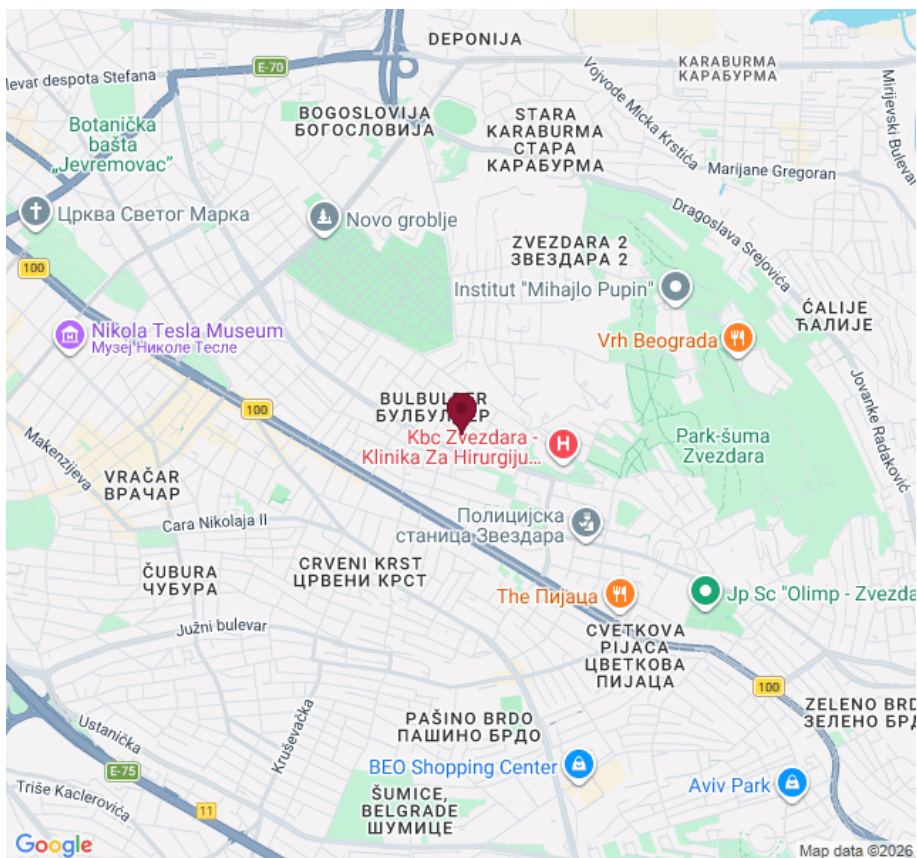 DEPONIJA
E-70
levar despota Stefana
KARABURMA
КАРАБУРМА
Vojvode Micka Krstića
Mirijevski Bulevar
BOGOSLOVIJA
БОГОСЛОВИЈА
STARA
KARABURMA
СТАРА
КАРАБУРМА
Botanička
bašta
„Jevremovac”
Marijane Gregoran
Црква Светог Марка
Novo groblje
Dragoslava Srejovića
ZVEZDARA 2
ЗВЕЗДАРА 2
100
Institut "Mihajlo Pupin"
ĆALIJE
ЋАЛИЈЕ
Nikola Tesla Museum
Музеј Николе Тесле
Vrh Beograda
Jovanke Radaković
100
Kbc Zvezdara -
Klinika Za Hirurgiju...
H
Park-šuma
Zvezdara
Makenzijeva
VRAČAR
ВРАЧАР
Cara Nikolaja II
Полицијска
станица Звездара
CRVENI KRST
ЦРВЕНИ КРСТ
ČUBURA
ЧУБУРА
The Пијаца
Jp Sc "Olimp - Zvezda
Južni bulevar
CVETKOVA
PIJACA
ЦВЕТКОВА
ПИЈАЦА
100
ZELENO BRD
ЗЕЛЕНО БРД
Ustanička
Kruševačka
PAŠINO BRDO
ПАШИНО БРДО
E-75
BEO Shopping Center
Aviv Park
Triše Kaclerovića
11
ŠUMICE,
BELGRADE
ШУМИЦЕ
Google
Map data ©2026